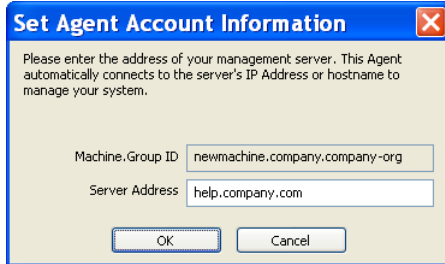 Set Agent Account Information
Please enter the address of your management server. This Agent
automatically connects to the server's IP Address or hostname to
manage your system.
Machine.Group ID newmachine.company.company-org
Server Address help.company.com
OK Cancel